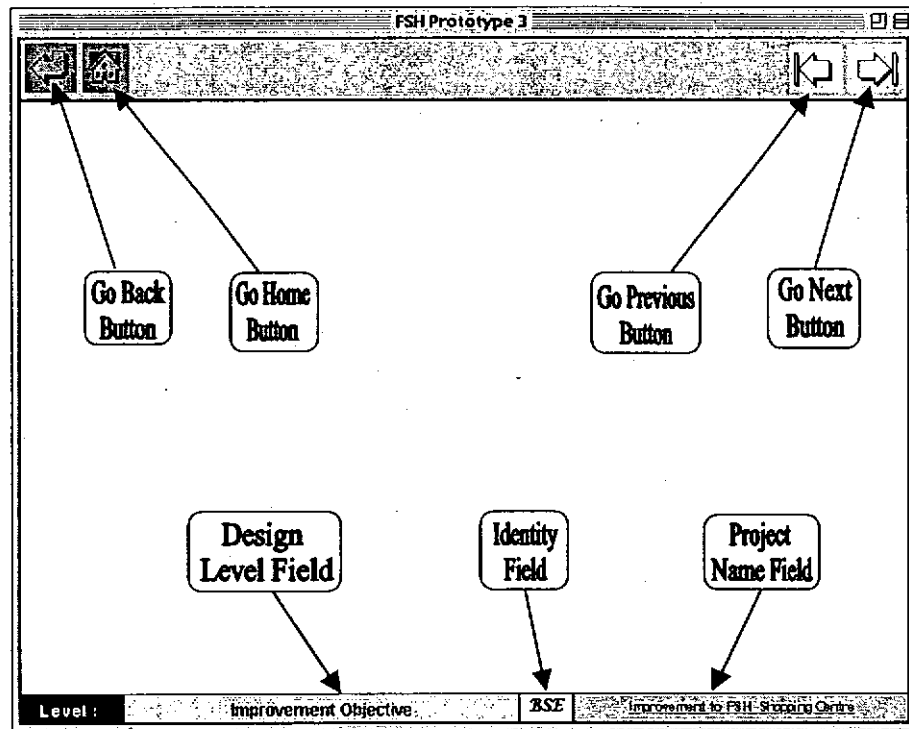 FSH Prototype 3
Go Back
Button
Go Home
Button
Go Previous
Button
Go Next
Button
Design
Level Field
Identity
Field
Project
Name Field
Level :
Improvement Objective
BSE
Improvement to FSH Shopping Centre